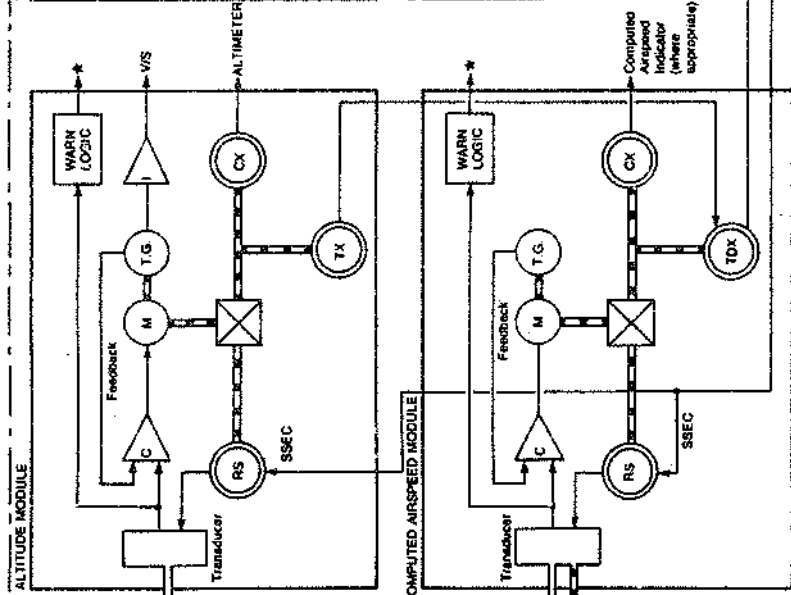 ALTITUDE MODULE
★
V/S
ALTIMETER
WARN
LOGIC
I
CX
T.G.
TX
M
Feedback
C
RS
SSEC
Transducer
COMPUTED AIRSPEED MODULE
★
Computed
Airspeed
Indicator
(where
appropriate)
WARN
LOGIC
CX
T.G.
TDX
M
Feedback
C
RS
SSEC
Transducer